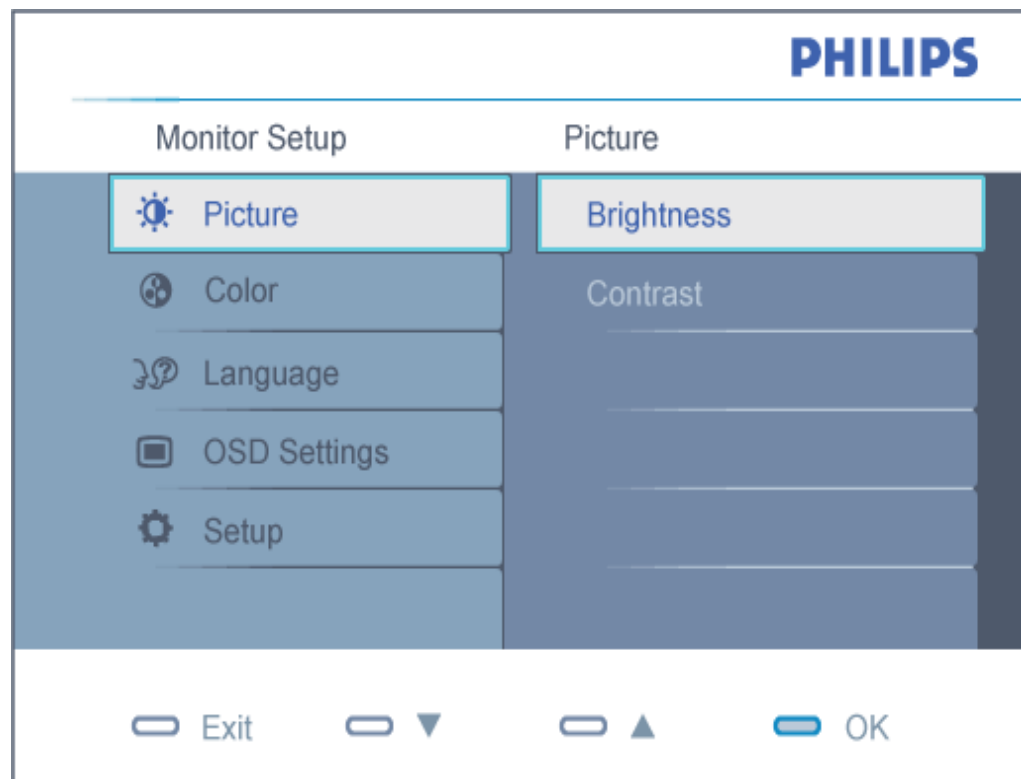 PHILIPS
Monitor Setup
Picture
Picture
Brightness
Color
Contrast
Language
OSD Settings
Setup
Exit ▼ ▲ OK